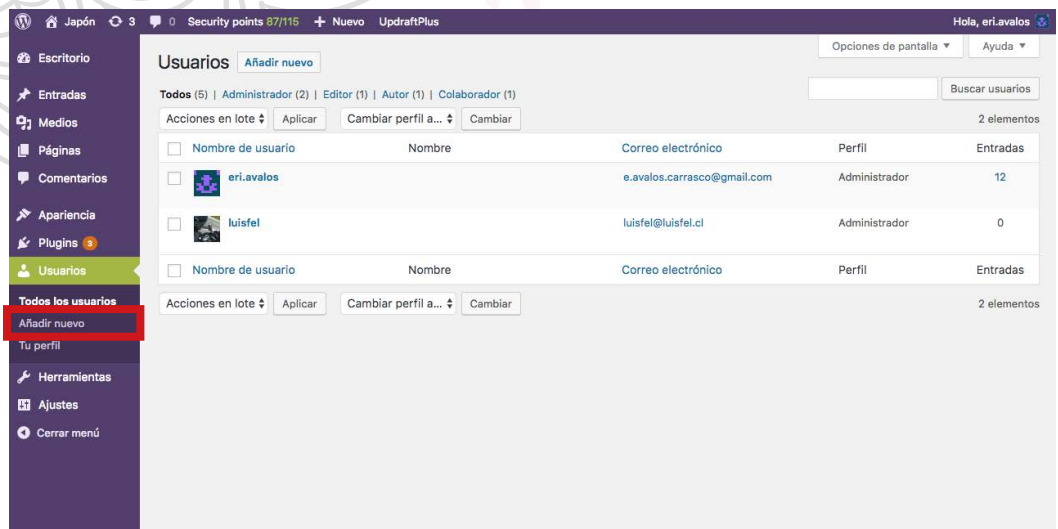 Japón 3 0 Security points 87/115 + Nuevo UpdraftPlus Hola, eri.avalos
Opciones de pantalla Ayuda
Escritorio
Entradas
Medios
Páginas
Comentarios
Apariencia
Plugins 3
Usuarios
Todos los usuarios
Añadir nuevo
Tu perfil
Herramientas
Ajustes
Cerrar menú
Usuarios Añadir nuevo
Todos (5) | Administrador (2) | Editor (1) | Autor (1) | Colaborador (1)
Buscar usuarios
Acciones en lote Aplicar Cambiar perfil a... Cambiar 2 elementos
Nombre de usuario Nombre Correo electrónico Perfil Entradas
eri.avalos e.avalos.carrasco@gmail.com Administrador 12
luisfel luisfel@luisfel.cl Administrador 0
Nombre de usuario Nombre Correo electrónico Perfil Entradas
Acciones en lote Aplicar Cambiar perfil a... Cambiar 2 elementos